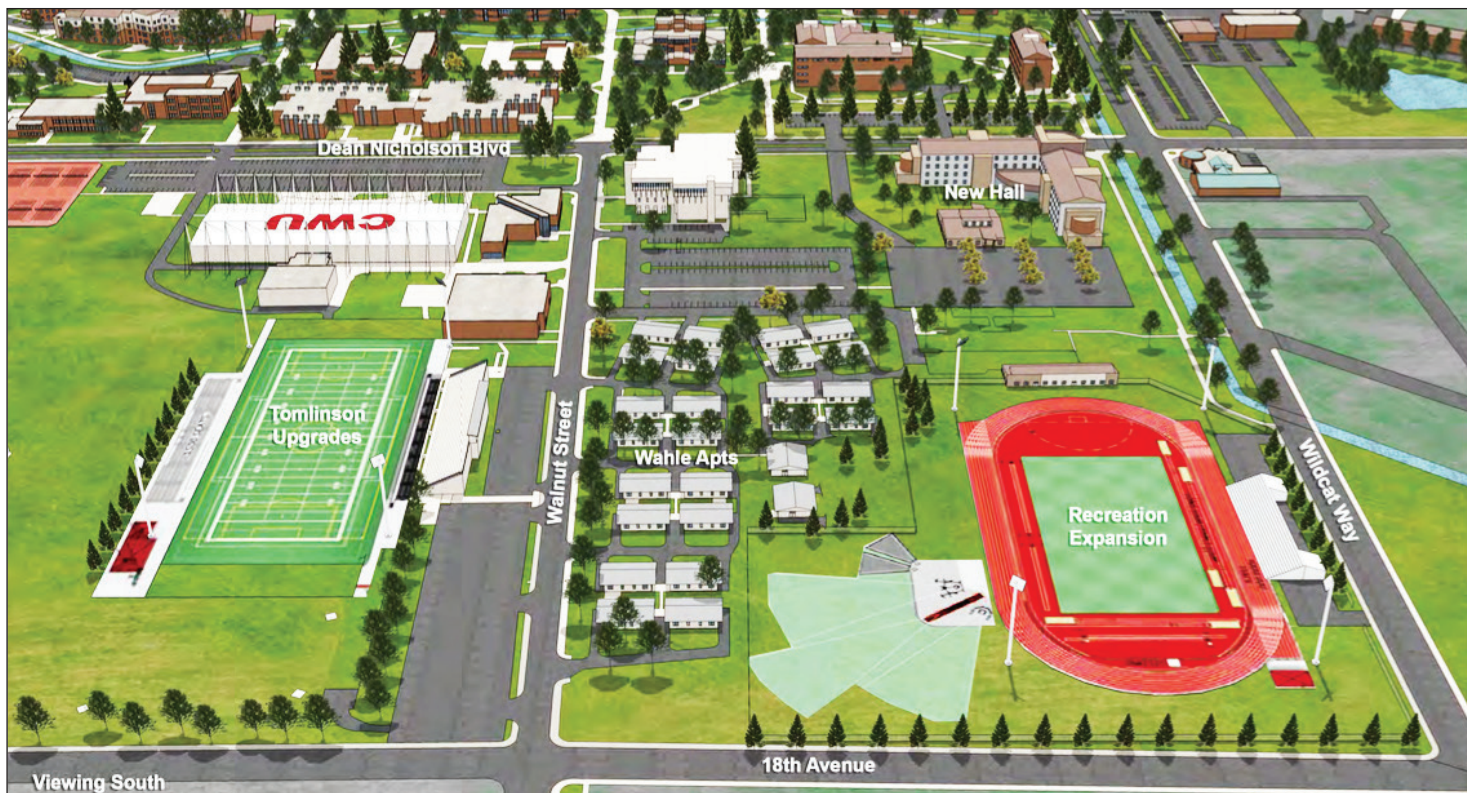 Dean Nicholson Blvd
CWU
New Hall
Tomlinson
Upgrades
Walnut Street
Wahle Apts
Recreation
Expansion
Wildcat Way
18th Avenue
Viewing South